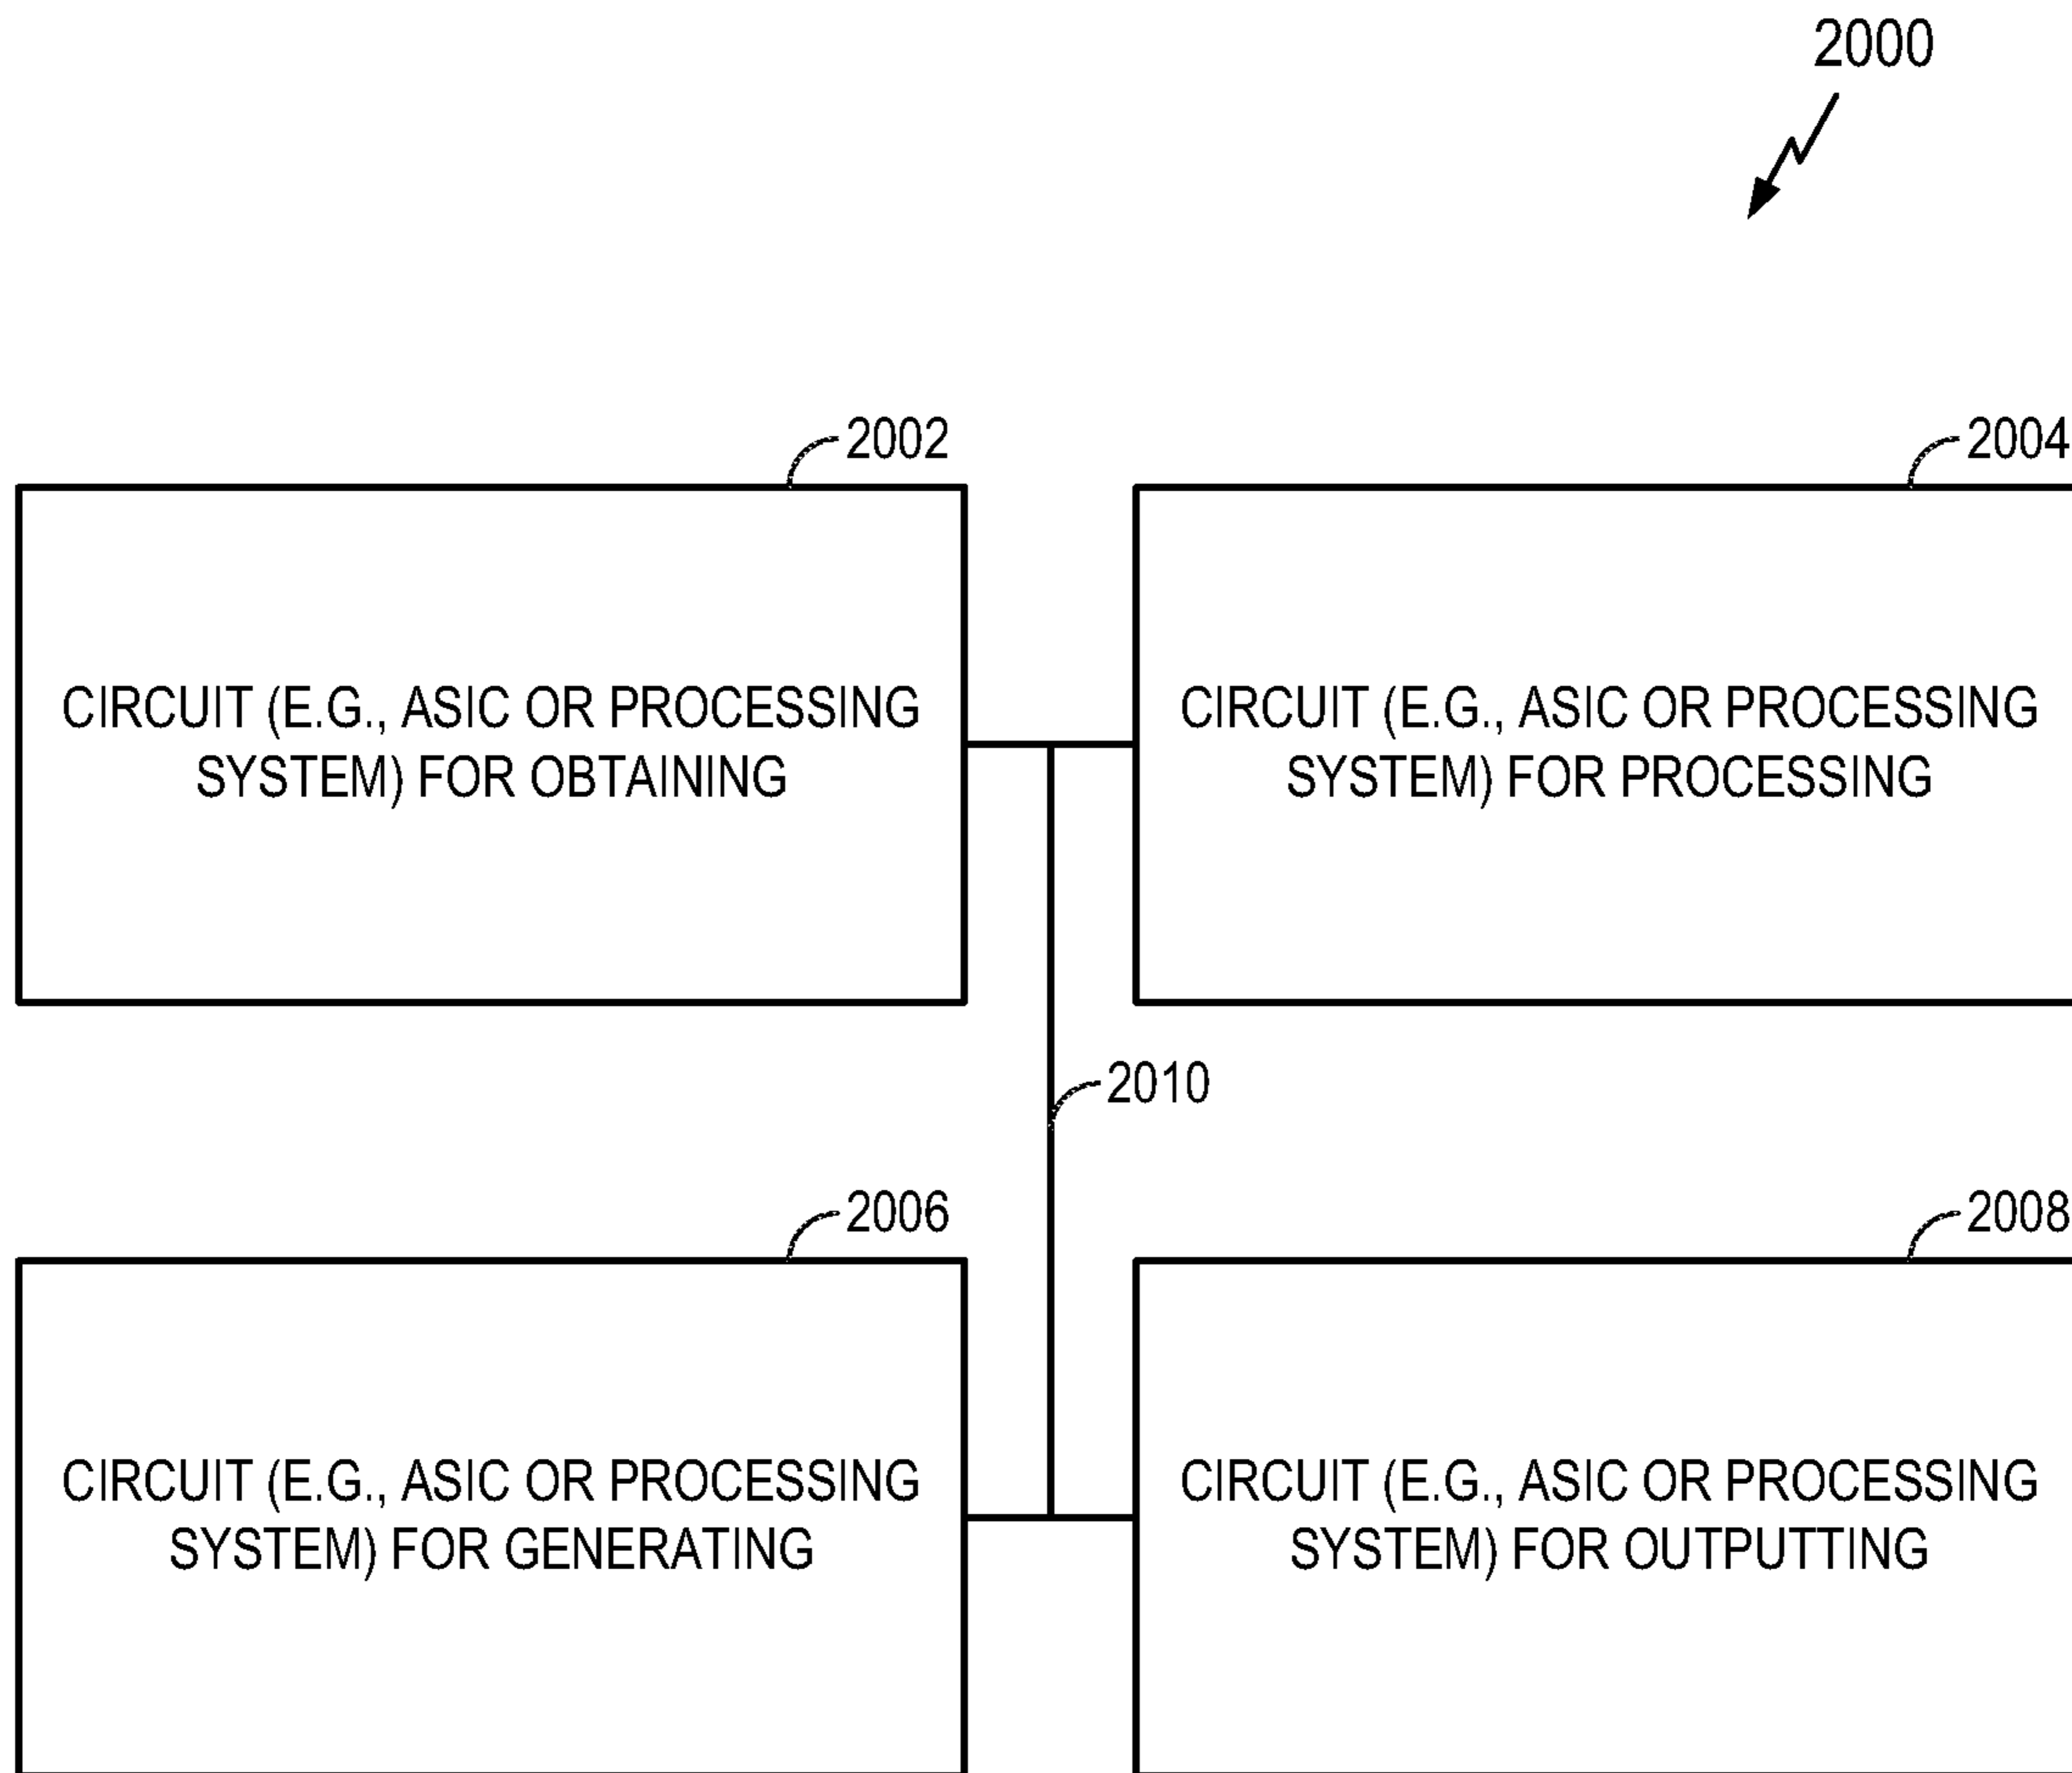 2000
2002
2004
CIRCUIT (E.G., ASIC OR PROCESSING
SYSTEM) FOR OBTAINING
CIRCUIT (E.G., ASIC OR PROCESSING
SYSTEM) FOR PROCESSING
2010
2006
2008
CIRCUIT (E.G., ASIC OR PROCESSING
SYSTEM) FOR GENERATING
CIRCUIT (E.G., ASIC OR PROCESSING
SYSTEM) FOR OUTPUTTING